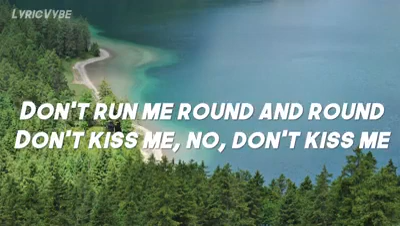 LyricVybe
Don't run me round and round
Don't kiss me, no, don't kiss me